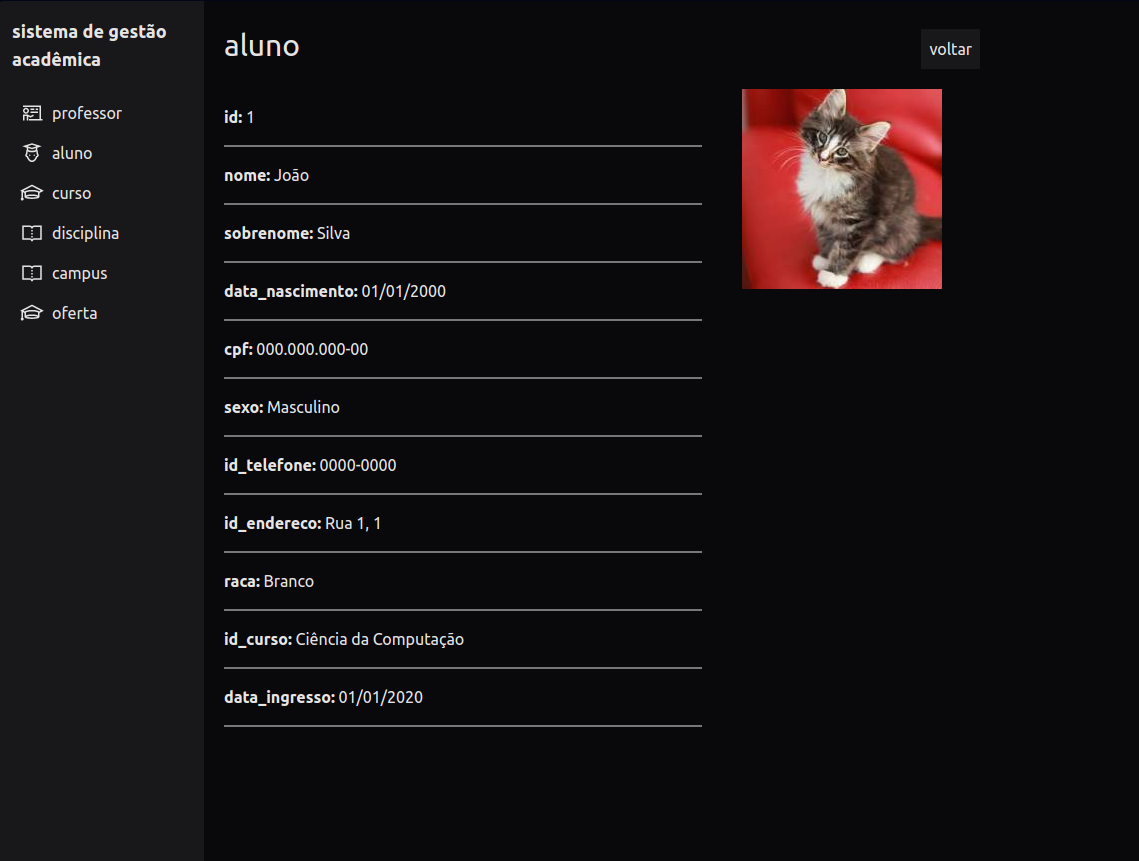 sistema de gestão
acadêmica
professor
aluno
curso
disciplina
campus
oferta
aluno
voltar
id: 1
nome: João
sobrenome: Silva
data_nascimento: 01/01/2000
cpf: 000.000.000-00
sexo: Masculino
id_telefone: 0000-0000
id_endereco: Rua 1, 1
raca: Branco
id_curso: Ciência da Computação
data_ingresso: 01/01/2020